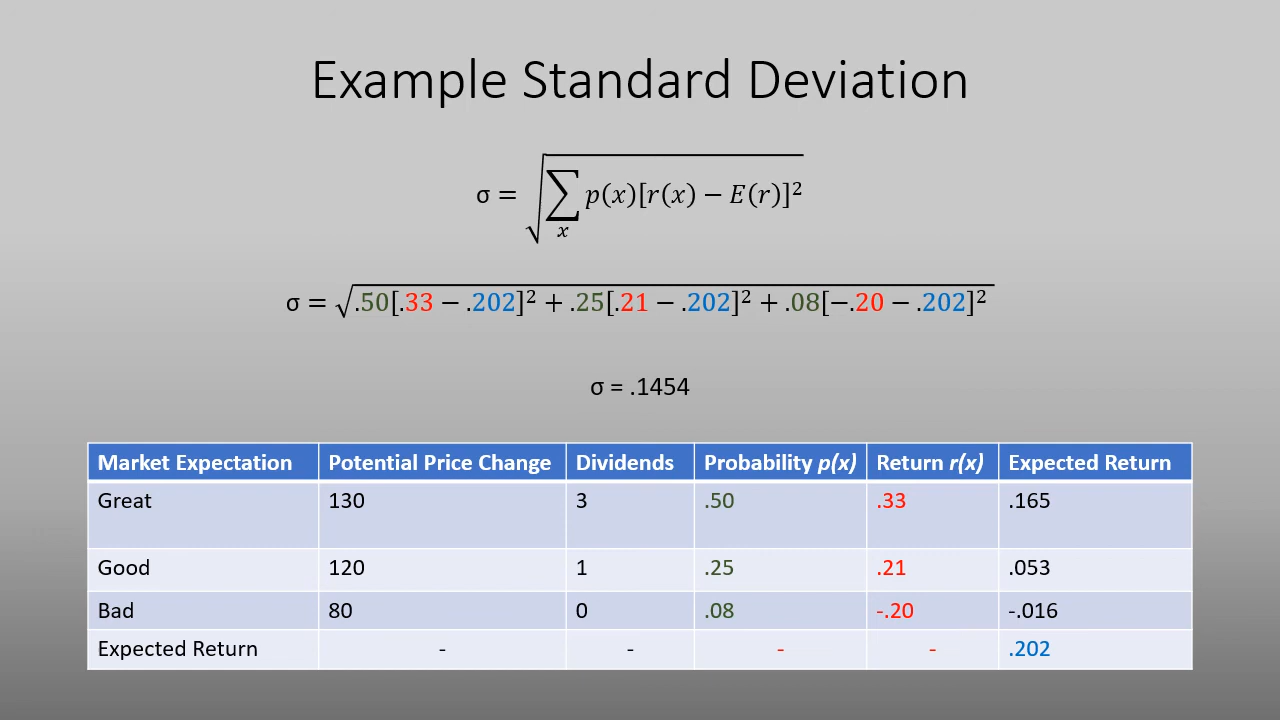 Example Standard Deviation
σ = √∑ₓ p(x)[r(x) − E(r)]²
σ = √.50[.33 − .202]² + .25[.21 − .202]² + .08[−.20 − .202]²
σ = .1454
Market Expectation Potential Price Change Dividends Probability p(x) Return r(x) Expected Return
Great 130 3 .50 .33 .165
Good 120 1 .25 .21 .053
Bad 80 0 .08 -.20 -.016
Expected Return - - - - .202